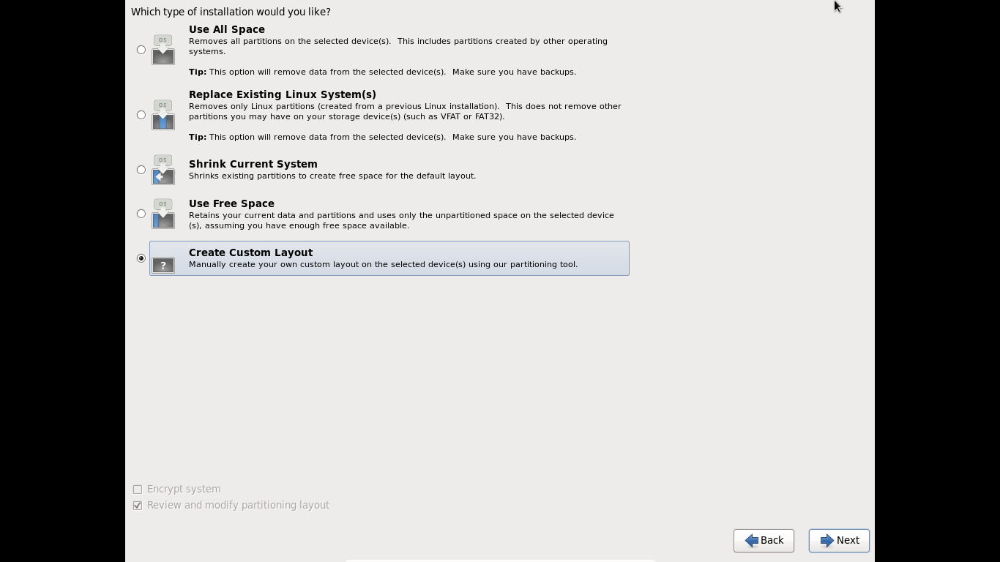 Which type of installation would you like?
OS
Use All Space
Removes all partitions on the selected device(s).  This includes partitions created by other operating
systems.
Tip: This option will remove data from the selected device(s).  Make sure you have backups.
OS
Replace Existing Linux System(s)
Removes only Linux partitions (created from a previous Linux installation).  This does not remove other
partitions you may have on your storage device(s) (such as VFAT or FAT32).
Tip: This option will remove data from the selected device(s).  Make sure you have backups.
OS
Shrink Current System
Shrinks existing partitions to create free space for the default layout.
OS
Use Free Space
Retains your current data and partitions and uses only the unpartitioned space on the selected device
(s), assuming you have enough free space available.
?
Create Custom Layout
Manually create your own custom layout on the selected device(s) using our partitioning tool.
Encrypt system
Review and modify partitioning layout
Back
Next